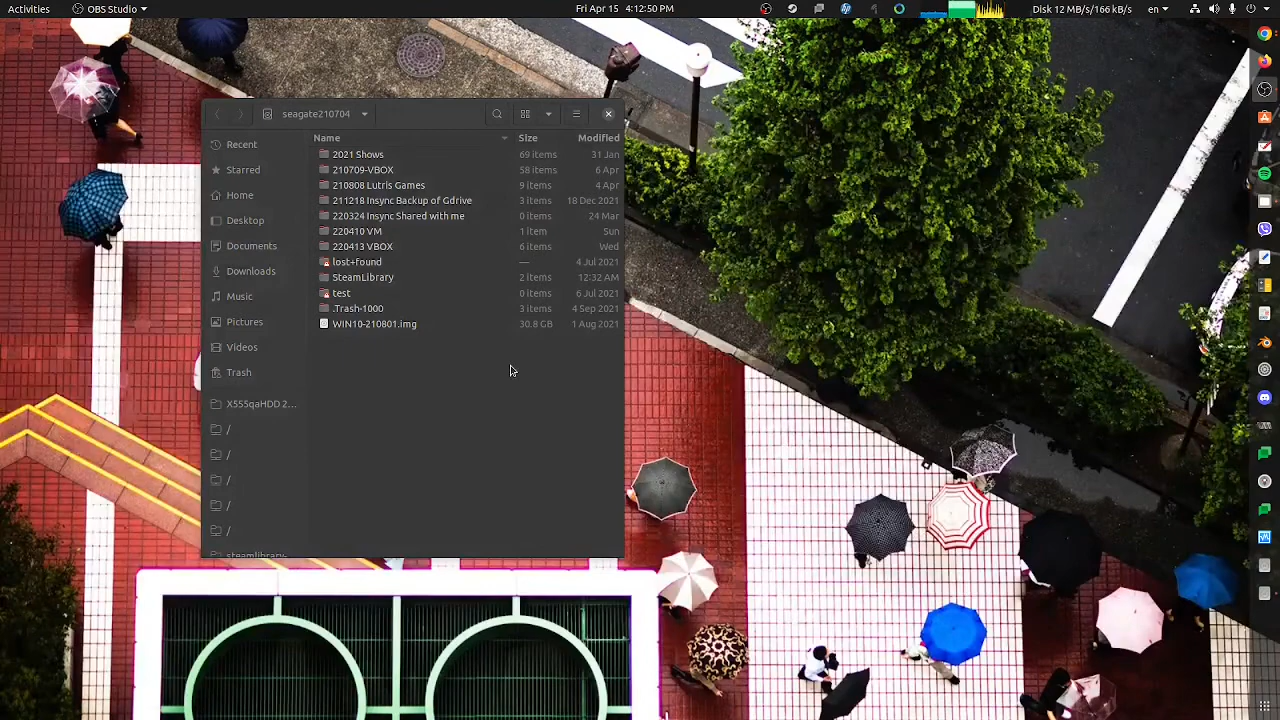 Activities OBS Studio Fri Apr 15 4:12:50 PM Disk 12 MB/s/166 kB/s en
seagate210704
Name Size Modified
Recent
Starred
Home
Desktop
Documents
Downloads
Music
Pictures
Videos
Trash
X555qaHDD 2...
/
/
/
/
/
steamlibrary-
2021 Shows 69 items 31 Jan
210709-VBOX 58 items 6 Apr
210808 Lutris Games 9 items 4 Apr
211218 Insync Backup of Gdrive 3 items 18 Dec 2021
220324 Insync Shared with me 0 items 24 Mar
220410 VM 1 item Sun
220413 VBOX 6 items Wed
lost+found — 4 Jul 2021
SteamLibrary 2 items 12:32 AM
test 0 items 6 Jul 2021
.Trash-1000 3 items 4 Sep 2021
WIN10-210801.img 30.8 GB 1 Aug 2021